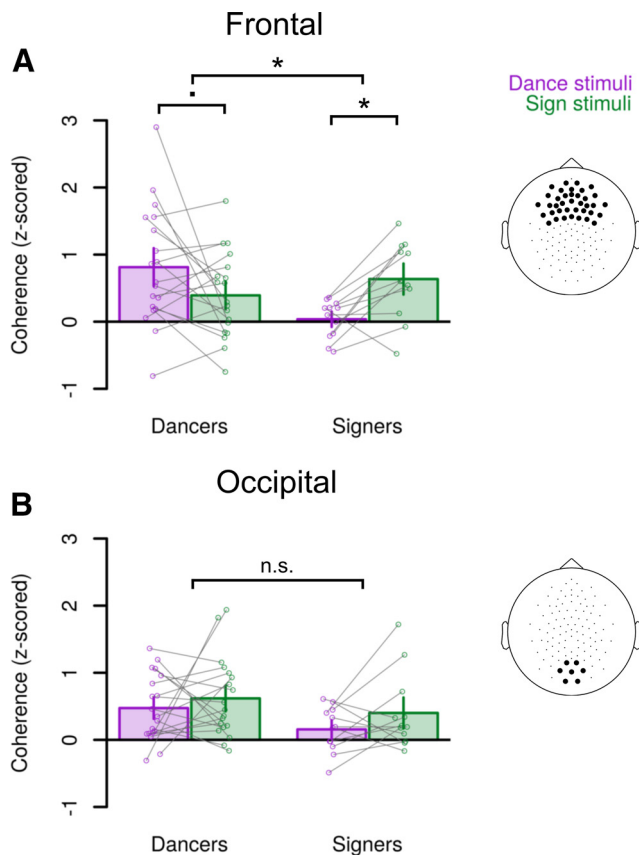 Frontal
A
*
.
*
Dance stimuli
Sign stimuli
3
2
1
0
-1
Coherence (z-scored)
Dancers
Signers
Occipital
B
n.s.
3
2
1
0
-1
Coherence (z-scored)
Dancers
Signers